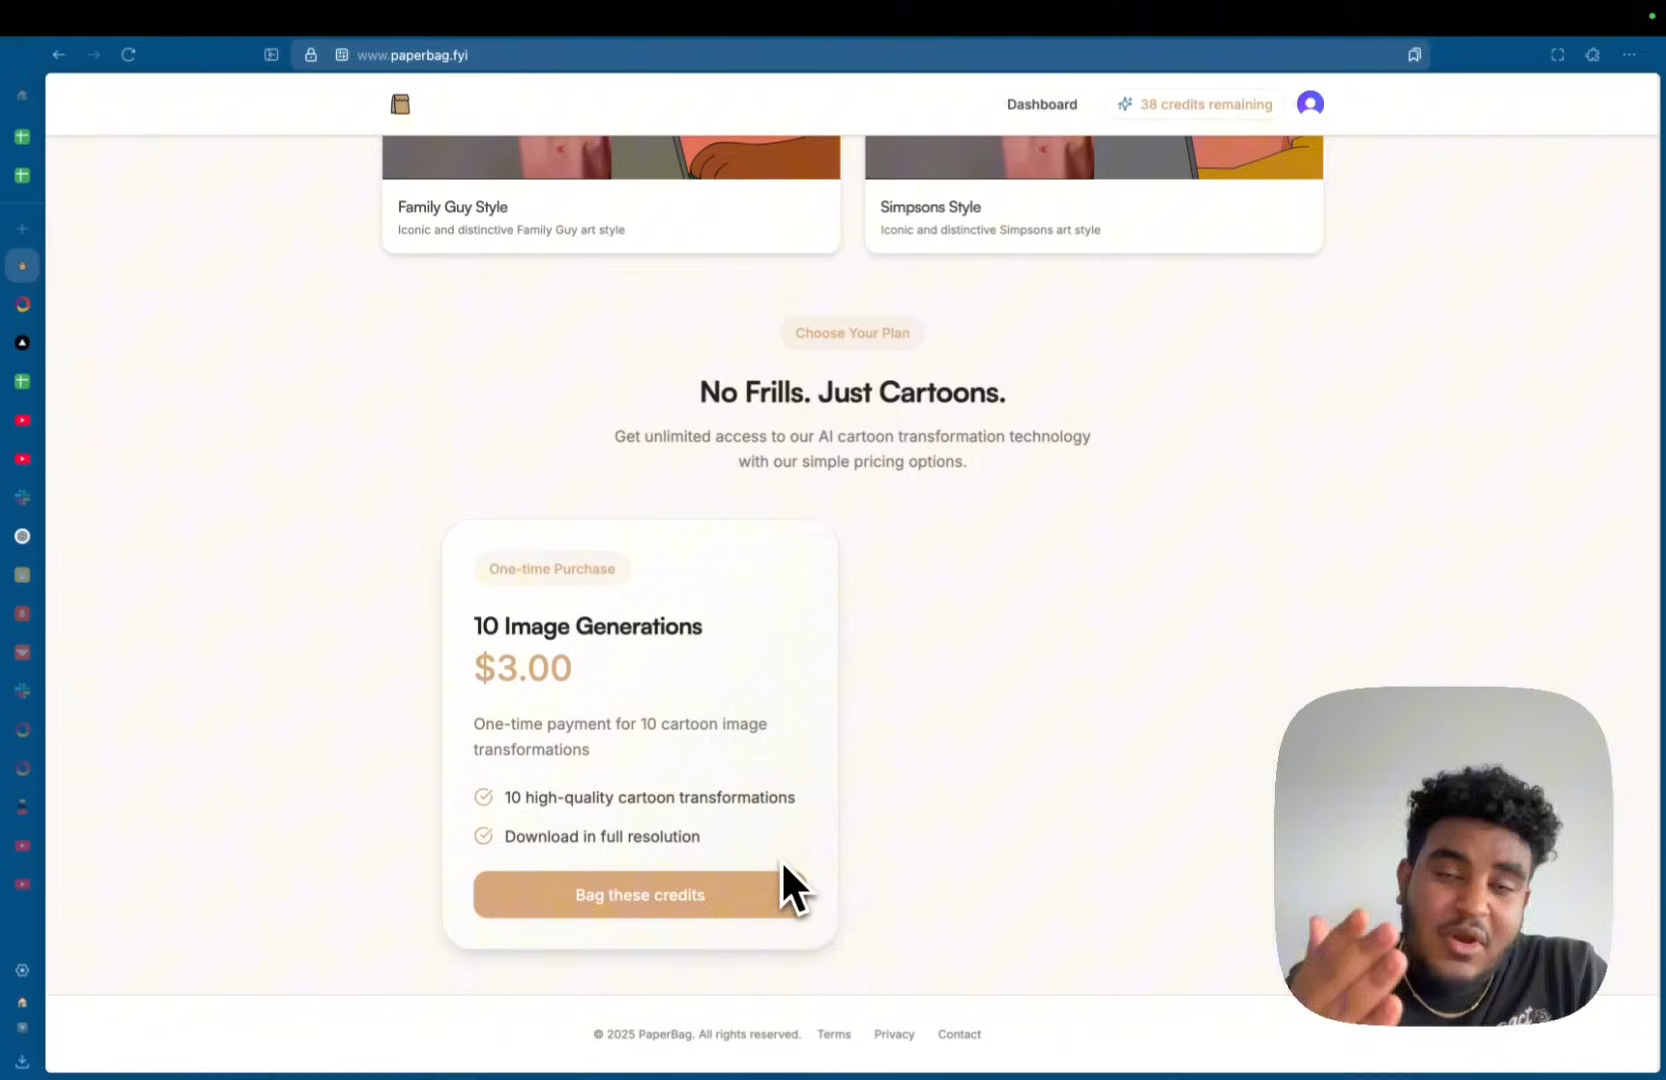 www.paperbag.fyi
Dashboard
38 credits remaining
Family Guy Style
Iconic and distinctive Family Guy art style
Simpsons Style
Iconic and distinctive Simpsons art style
Choose Your Plan
No Frills. Just Cartoons.
Get unlimited access to our AI cartoon transformation technology
with our simple pricing options.
One-time Purchase
10 Image Generations
$3.00
One-time payment for 10 cartoon image
transformations
10 high-quality cartoon transformations
Download in full resolution
Bag these credits
© 2025 PaperBag. All rights reserved. Terms Privacy Contact